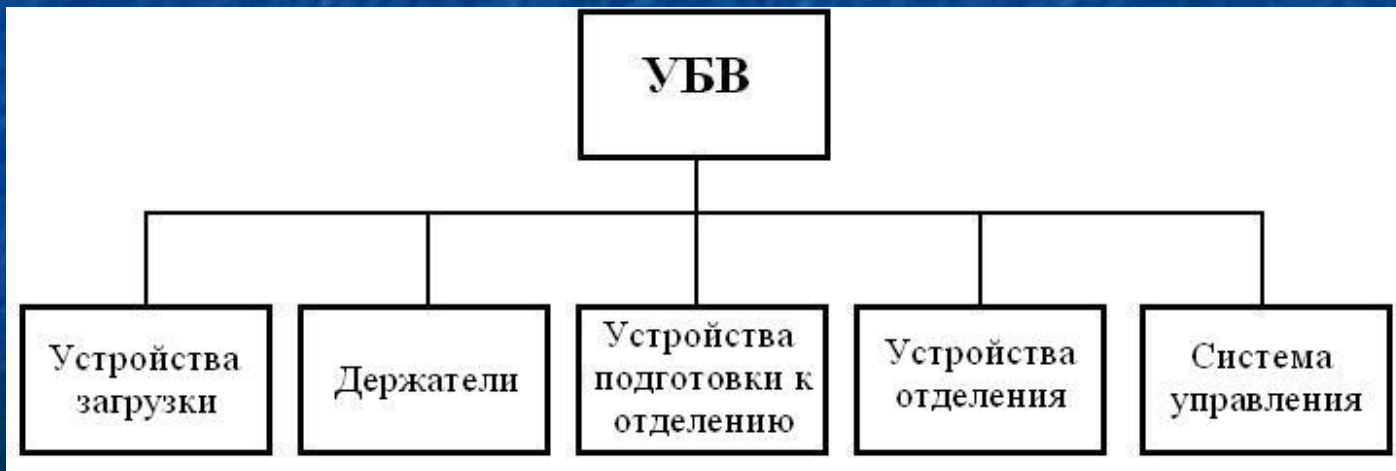 УБВ
Устройства
загрузки
Держатели
Устройства
подготовки к
отделению
Устройства
отделения
Система
управления